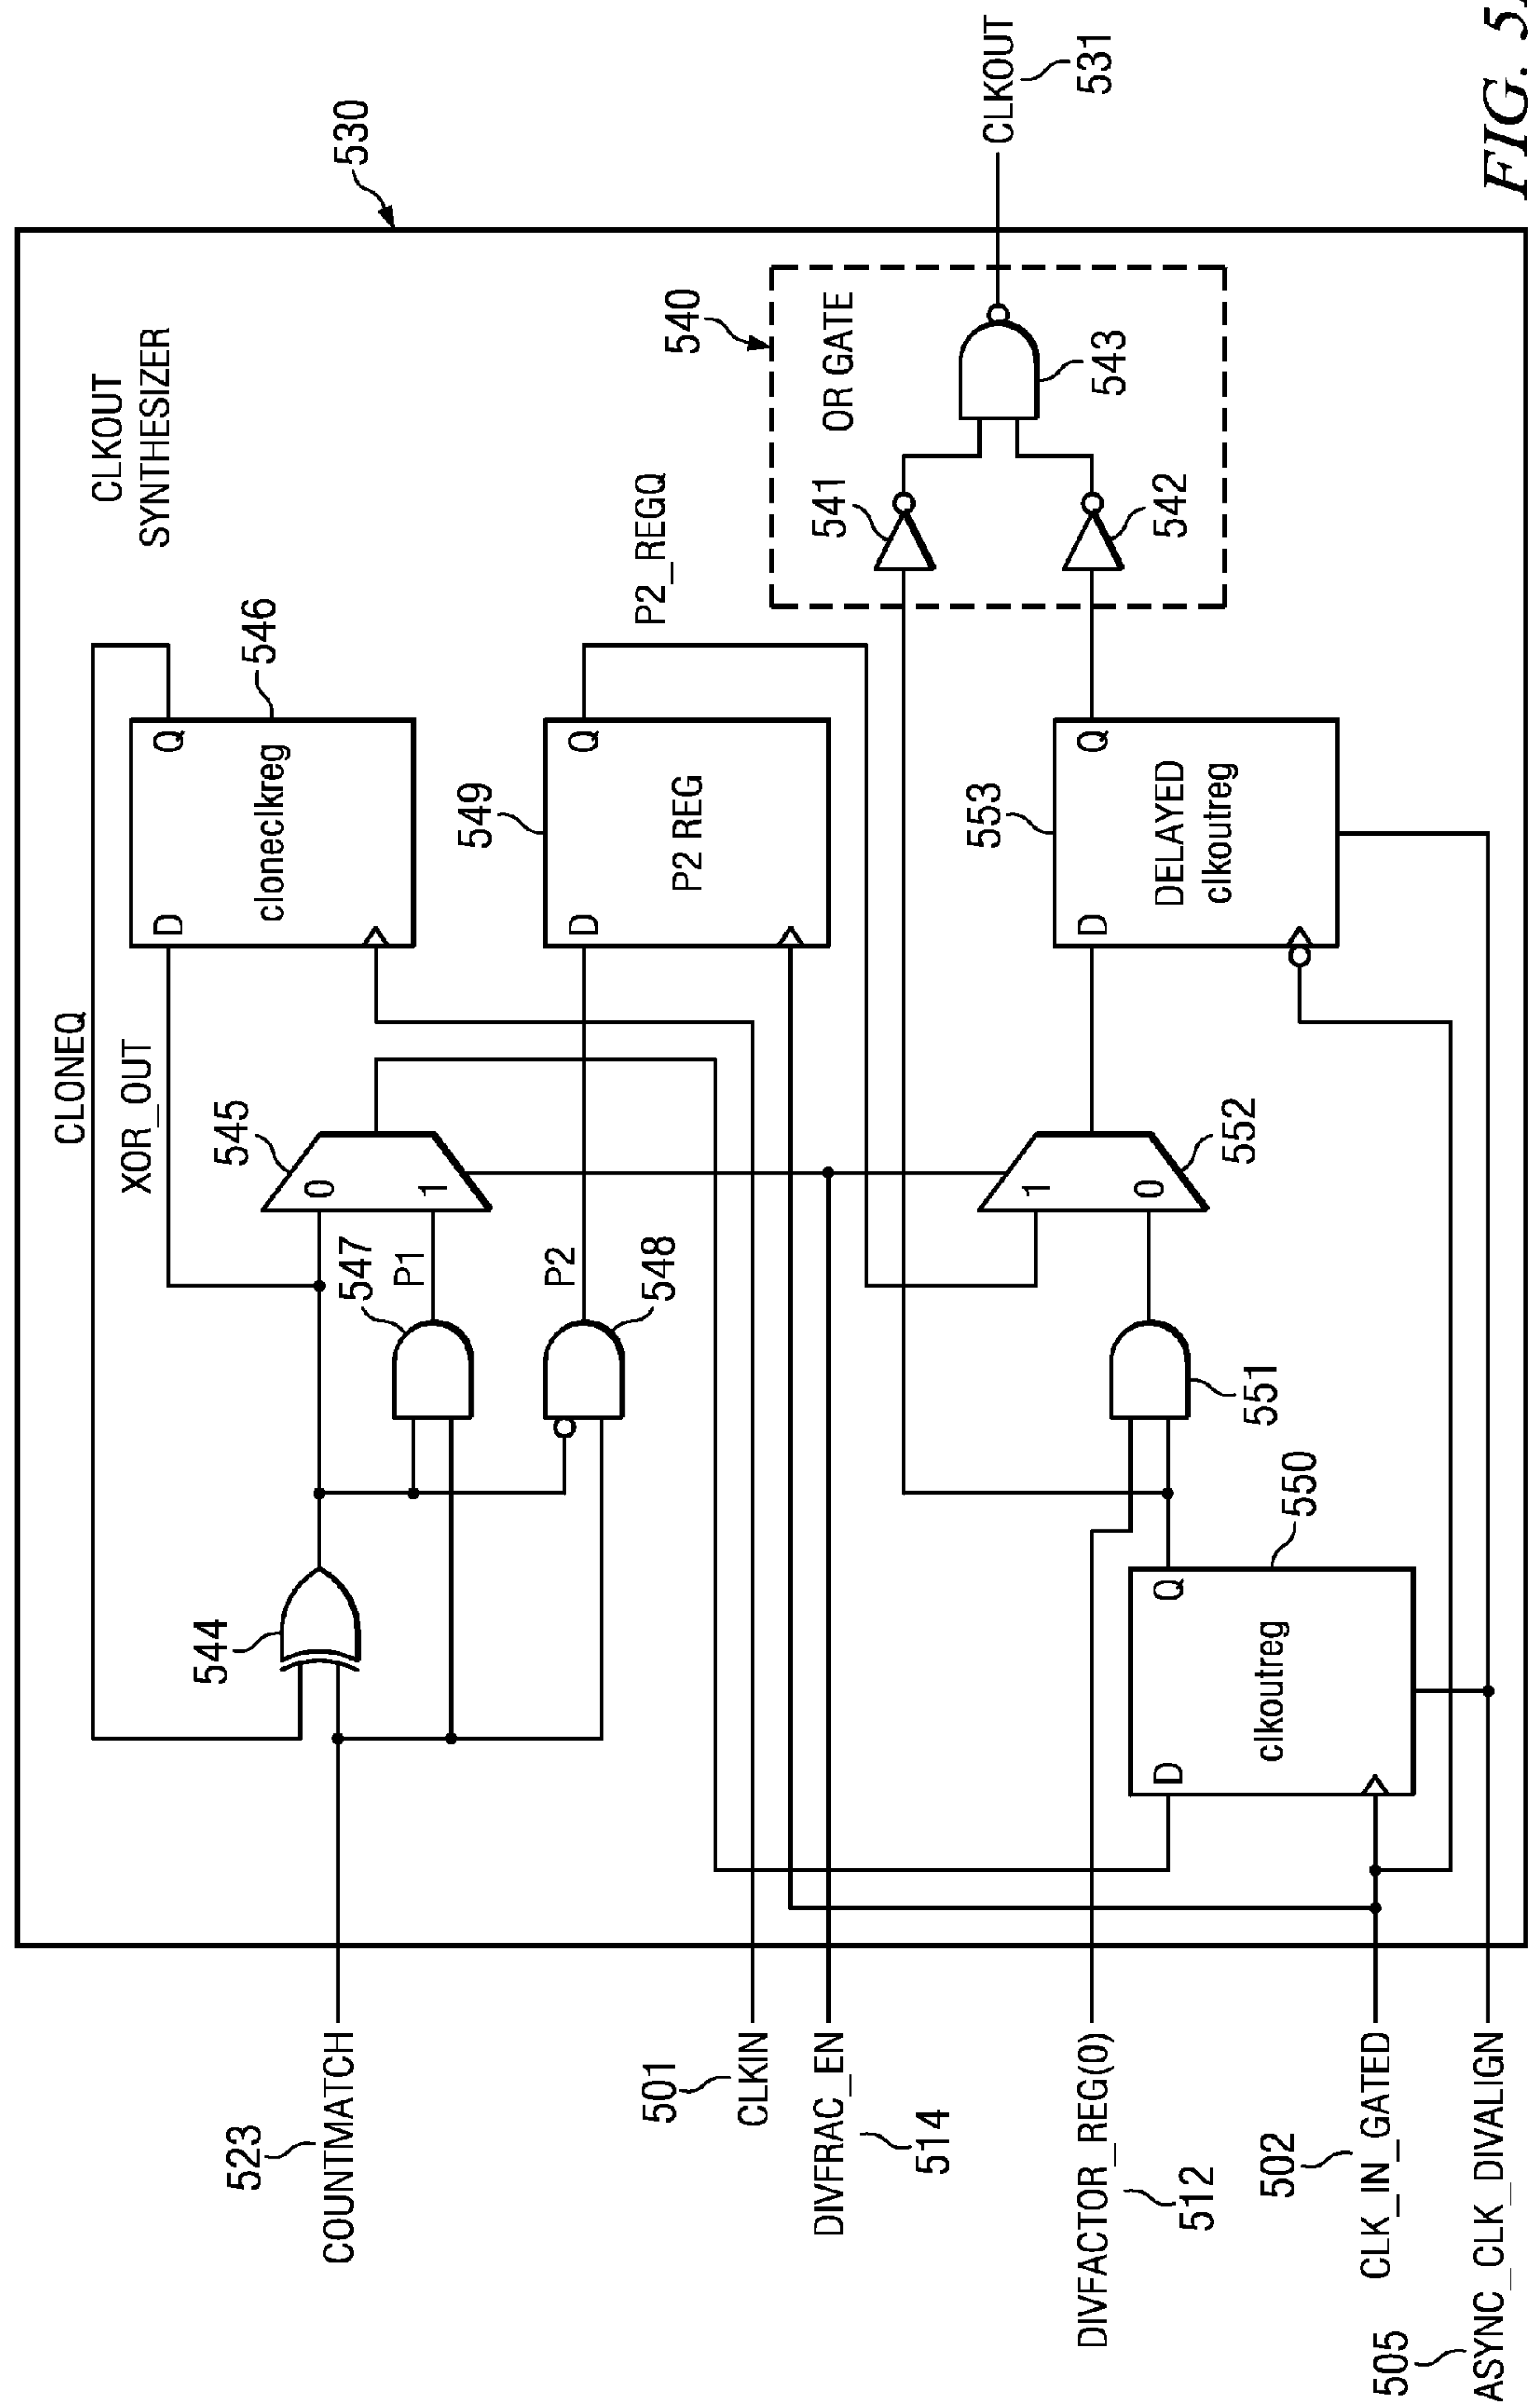 CLKOUT
SYNTHESIZER
530
CLONEQ
XOR_OUT
544
545
0
1
547
P1
P2
548
D
Q
cloneclkreg
546
549
D
Q
P2 REG
P2_REGQ
540
OR GATE
541
542
543
CLKOUT
531
553
D
Q
DELAYED
clkoutreg
1
0
552
551
550
D
Q
clkoutreg
523
COUNTMATCH
501
CLKIN
DIVFRAC_EN
514
DIVFACTOR_REG(0)
512
502
CLK_IN_GATED
505
ASYNC_CLK_DIVALIGN
FIG. 5